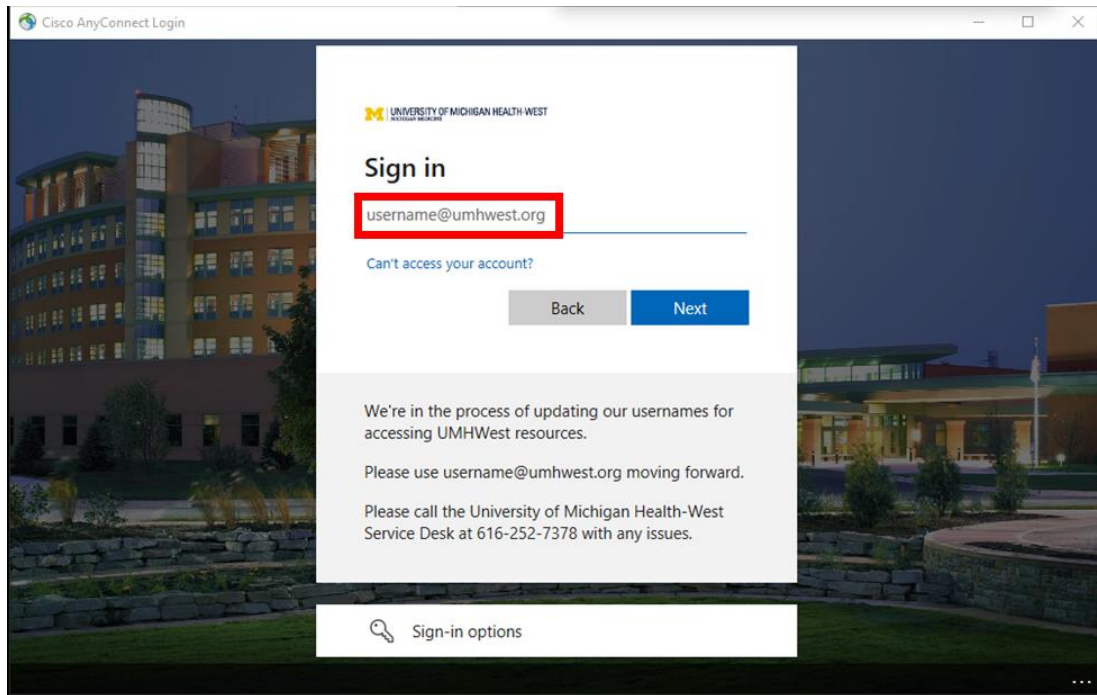 Cisco AnyConnect Login
UNIVERSITY OF MICHIGAN HEALTH-WEST
MICHIGAN MEDICINE
Sign in
username@umhwest.org
Can't access your account?
Back
Next
We're in the process of updating our usernames for
accessing UMHWest resources.
Please use username@umhwest.org moving forward.
Please call the University of Michigan Health-West
Service Desk at 616-252-7378 with any issues.
Sign-in options